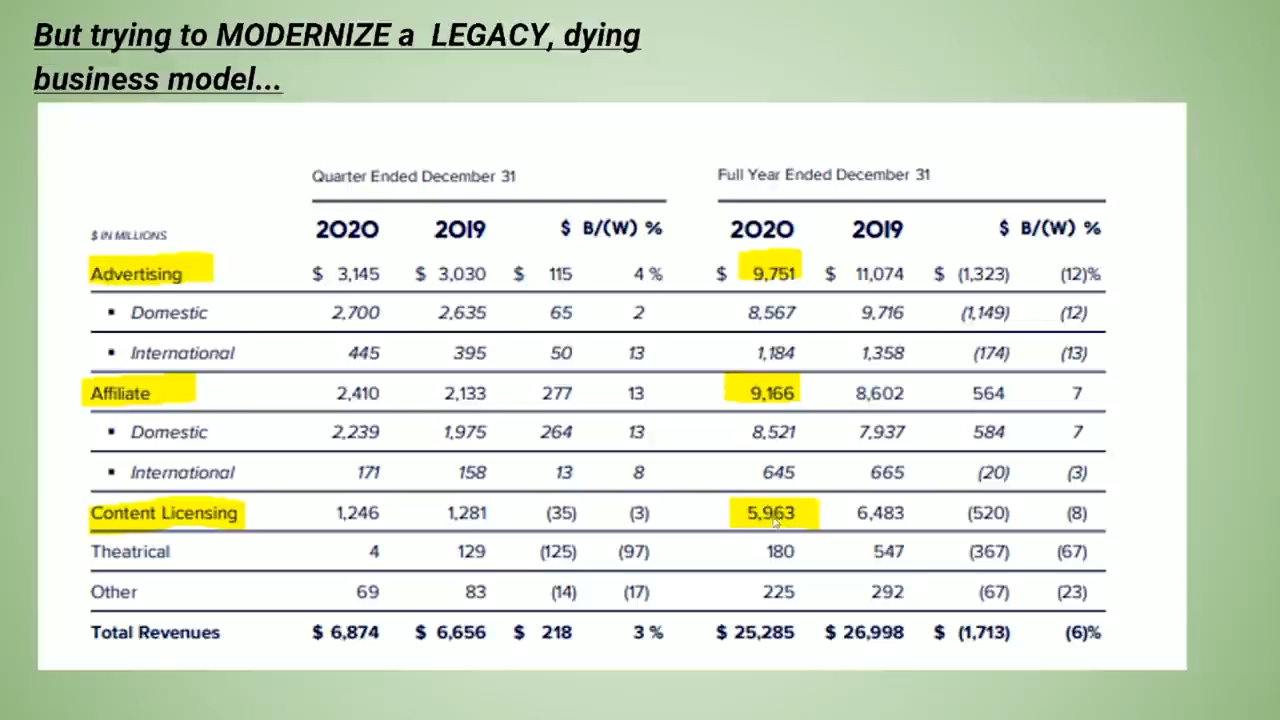 But trying to MODERNIZE a LEGACY, dying
business model...
Quarter Ended December 31 Full Year Ended December 31
$ IN MILLIONS 2020 2019 $ B/(W) % 2020 2019 $ B/(W) %
Advertising $ 3,145 $ 3,030 $ 115 4 % $ 9,751 $ 11,074 $ (1,323) (12)%
▪ Domestic 2,700 2,635 65 2 8,567 9,716 (1,149) (12)
▪ International 445 395 50 13 1,184 1,358 (174) (13)
Affiliate 2,410 2,133 277 13 9,166 8,602 564 7
▪ Domestic 2,239 1,975 264 13 8,521 7,937 584 7
▪ International 171 158 13 8 645 665 (20) (3)
Content Licensing 1,246 1,281 (35) (3) 5,963 6,483 (520) (8)
Theatrical 4 129 (125) (97) 180 547 (367) (67)
Other 69 83 (14) (17) 225 292 (67) (23)
Total Revenues $ 6,874 $ 6,656 $ 218 3 % $ 25,285 $ 26,998 $ (1,713) (6)%